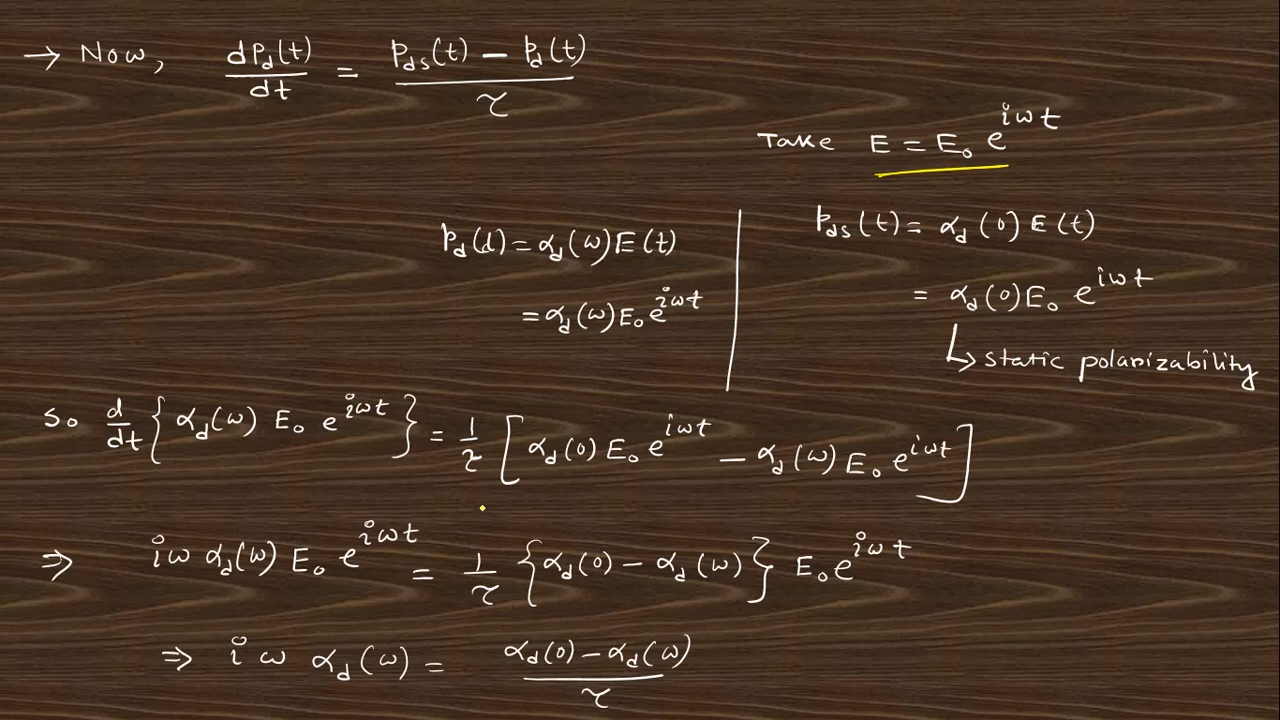 → Now, dP_d(t)/dt = (P_ds(t) − P_d(t))/τ
Take E = E₀ e^{iωt}
P_d(d) = α_d(ω)E(t)
= α_d(ω)E₀ e^{iωt}
P_ds(t) = α_d(0) E(t)
= α_d(0)E₀ e^{iωt}
↳ static polarizability
So d/dt {α_d(ω) E₀ e^{iωt}} = 1/τ [α_d(0) E₀ e^{iωt} − α_d(ω) E₀ e^{iωt}]
⇒ iω α_d(ω) E₀ e^{iωt} = 1/τ {α_d(0) − α_d(ω)} E₀ e^{iωt}
⇒ iω α_d(ω) = (α_d(0) − α_d(ω))/τ